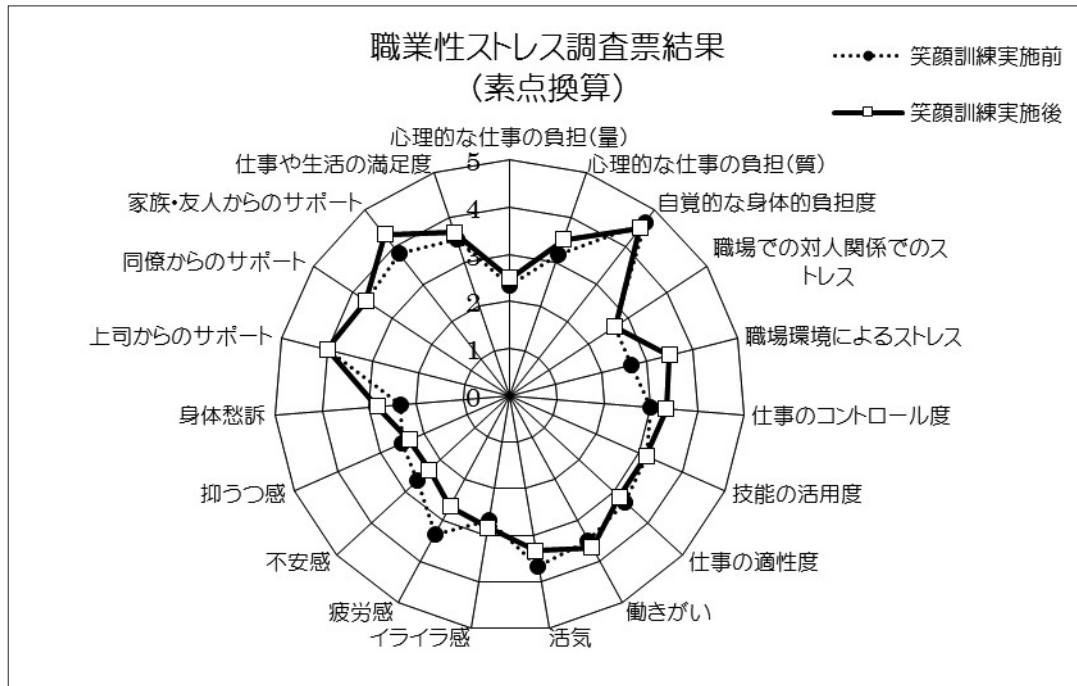 職業性ストレス調査票結果
(素点換算)
笑顔訓練実施前
笑顔訓練実施後
心理的な仕事の負担(量)
心理的な仕事の負担(質)
自覚的な身体的負担度
職場での対人関係でのス
トレス
職場環境によるストレス
仕事のコントロール度
技能の活用度
仕事の適性度
働きがい
活気
イライラ感
疲労感
不安感
抑うつ感
身体愁訴
上司からのサポート
同僚からのサポート
家族・友人からのサポート
仕事や生活の満足度
5
4
3
2
1
0